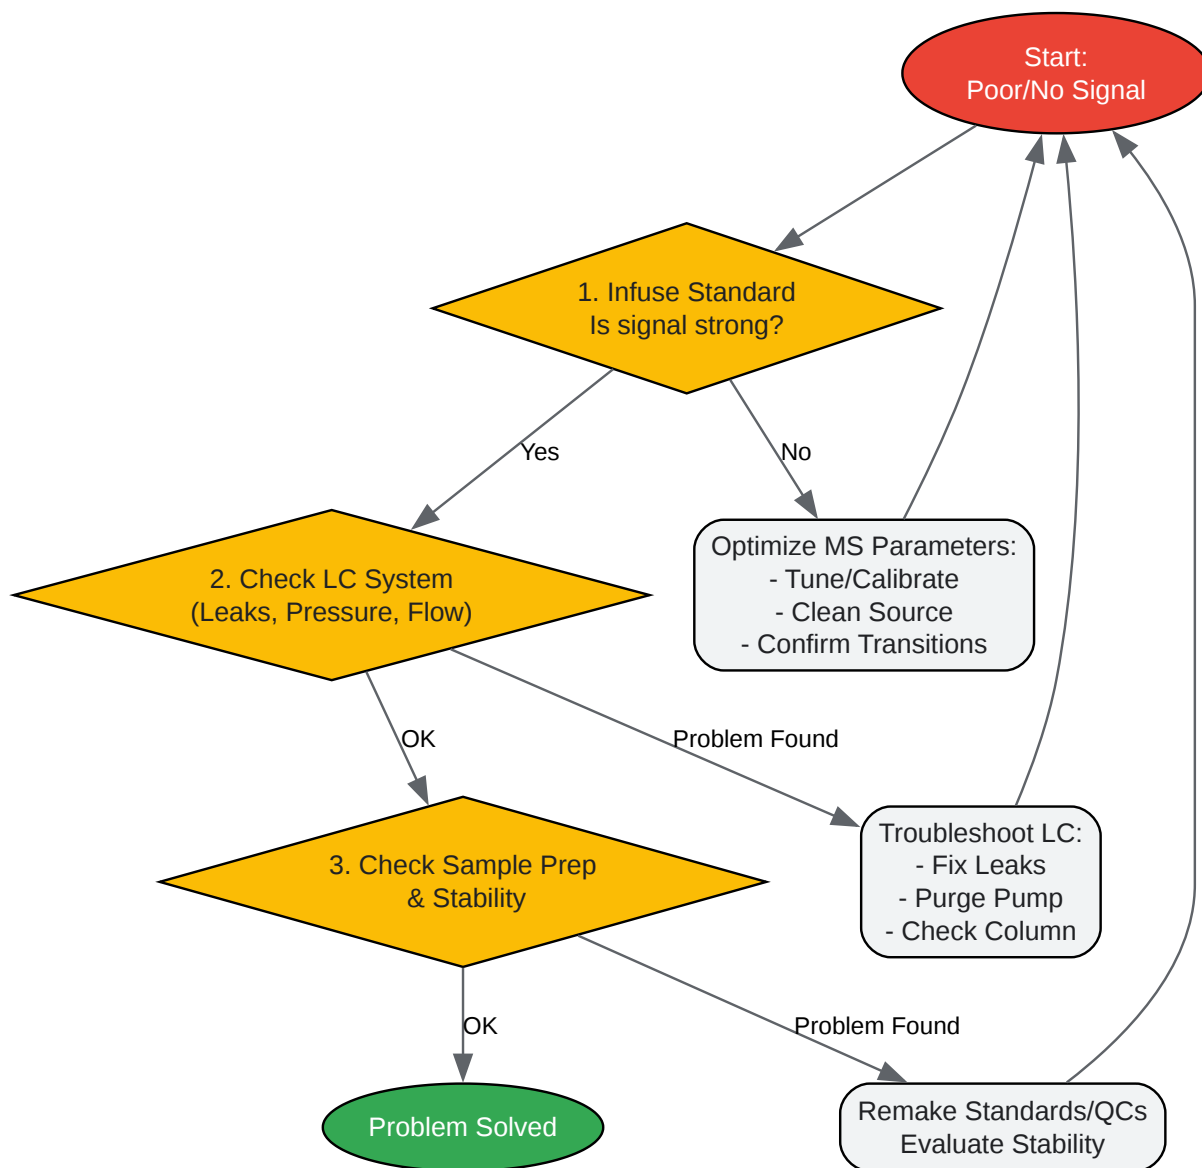 Start:
Poor/No Signal
1. Infuse Standard
Is signal strong?
Yes
No
2. Check LC System
(Leaks, Pressure, Flow)
Optimize MS Parameters:
- Tune/Calibrate
- Clean Source
- Confirm Transitions
OK
Problem Found
3. Check Sample Prep
& Stability
Troubleshoot LC:
- Fix Leaks
- Purge Pump
- Check Column
OK
Problem Found
Problem Solved
Remake Standards/QCs
Evaluate Stability